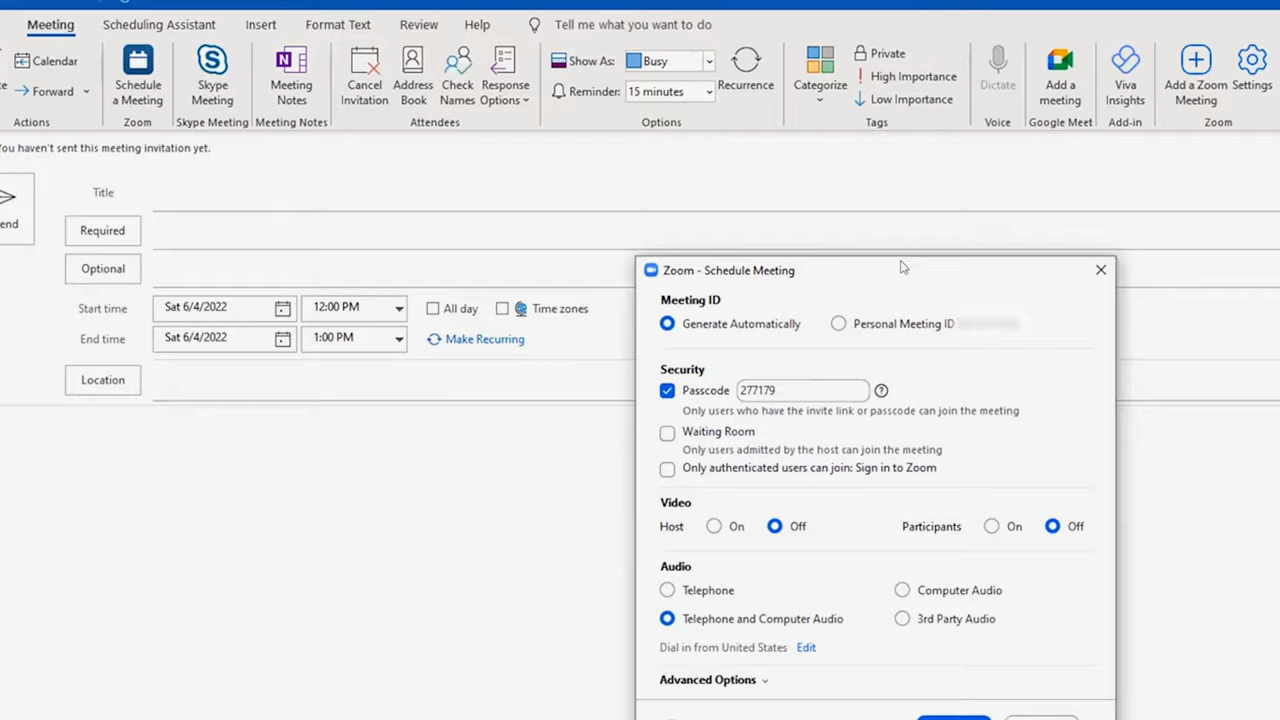 Meeting Scheduling Assistant Insert Format Text Review Help Tell me what you want to do
Calendar
Forward
Actions
Schedule
a Meeting
Zoom
Skype
Meeting
Skype Meeting
Meeting
Notes
Meeting Notes
Cancel
Invitation
Address
Book
Check
Names
Response
Options
Attendees
Show As: Busy
Reminder: 15 minutes
Recurrence
Options
Categorize
Private
High Importance
Low Importance
Tags
Dictate
Voice
Add a
meeting
Google Meet
Viva
Insights
Add-in
Add a Zoom
Meeting
Settings
Zoom
You haven't sent this meeting invitation yet.
end
Title
Required
Optional
Start time Sat 6/4/2022 12:00 PM All day Time zones
End time Sat 6/4/2022 1:00 PM Make Recurring
Location
Zoom - Schedule Meeting
Meeting ID
Generate Automatically Personal Meeting ID
Security
Passcode 277179
Only users who have the invite link or passcode can join the meeting
Waiting Room
Only users admitted by the host can join the meeting
Only authenticated users can join: Sign in to Zoom
Video
Host On Off Participants On Off
Audio
Telephone Computer Audio
Telephone and Computer Audio 3rd Party Audio
Dial in from United States Edit
Advanced Options